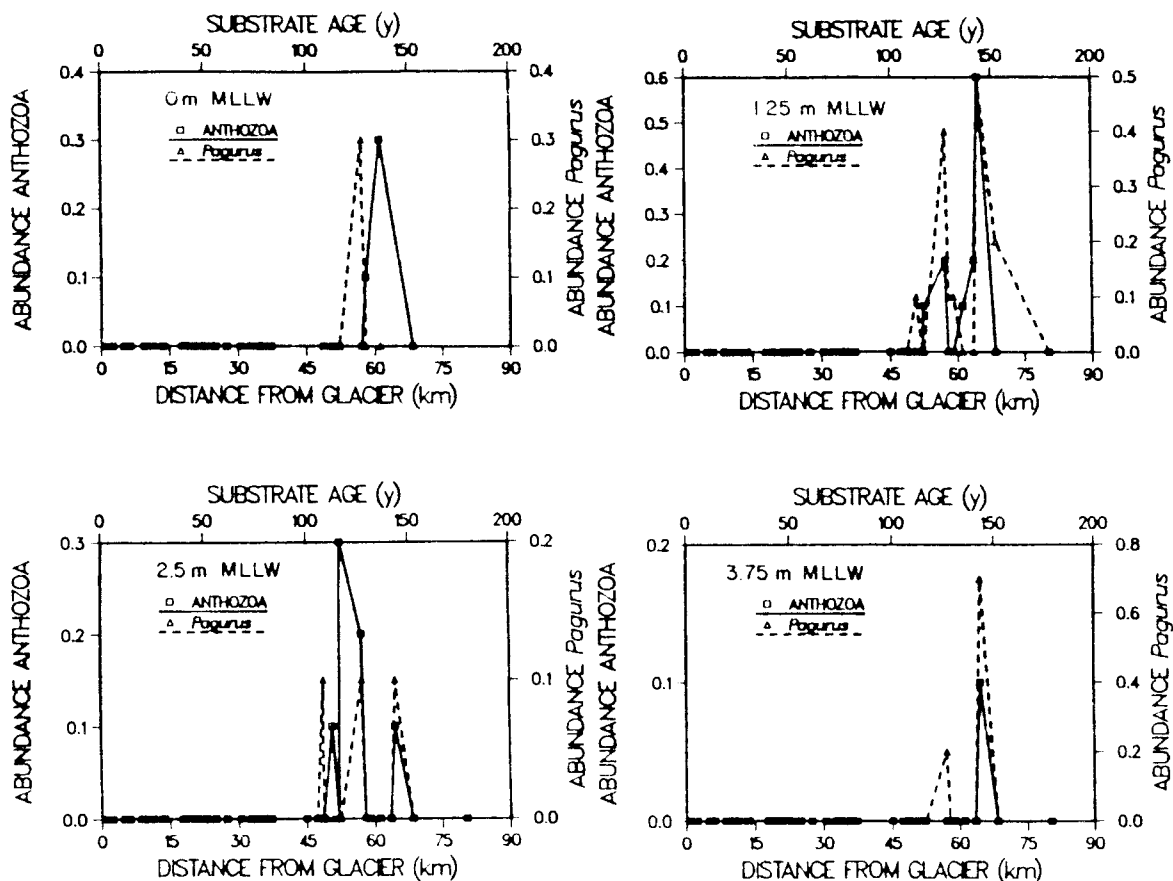 SUBSTRATE AGE (y)
0 50 100 150 200
0.4 0.3 0.2 0.1 0.0
ABUNDANCE ANTHOZOA
0m MLLW
ANTHOZOA
Pagurus
0.4 0.3 0.2 0.1 0.0
ABUNDANCE Pagurus
0 15 30 45 60 75 90
DISTANCE FROM GLACIER (km)
SUBSTRATE AGE (y)
0 50 100 150 200
0.6 0.5 0.4 0.3 0.2 0.1 0.0
ABUNDANCE ANTHOZOA
1.25 m MLLW
ANTHOZOA
Pagurus
0.5 0.4 0.3 0.2 0.1 0.0
ABUNDANCE Pagurus
0 15 30 45 60 75 90
DISTANCE FROM GLACIER (km)
SUBSTRATE AGE (y)
0 50 100 150 200
0.3 0.2 0.1 0.0
ABUNDANCE ANTHOZOA
2.5 m MLLW
ANTHOZOA
Pagurus
0.2 0.1 0.0
ABUNDANCE Pagurus
0 15 30 45 60 75 90
DISTANCE FROM GLACIER (km)
SUBSTRATE AGE (y)
0 50 100 150 200
0.2 0.1 0.0
ABUNDANCE ANTHOZOA
3.75 m MLLW
ANTHOZOA
Pagurus
0.8 0.6 0.4 0.2 0.0
ABUNDANCE Pagurus
0 15 30 45 60 75 90
DISTANCE FROM GLACIER (km)